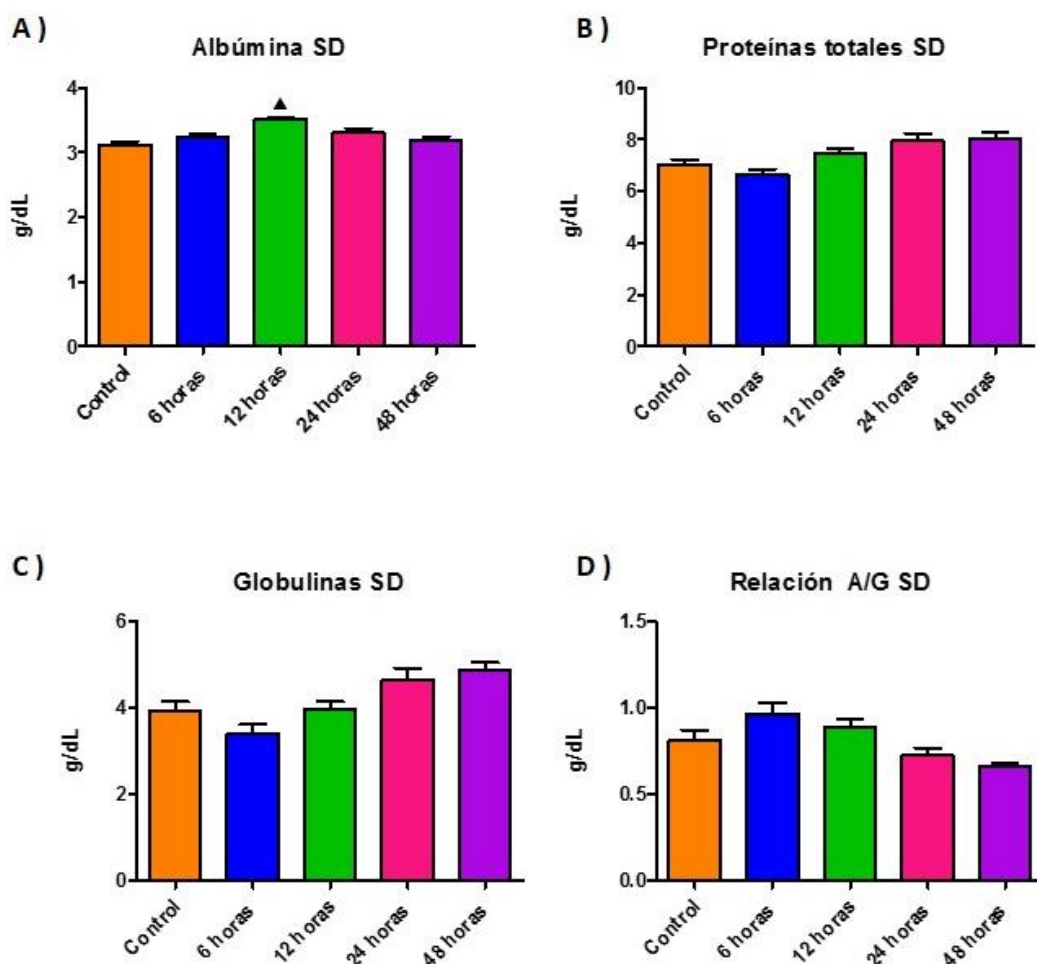 A )
Albúmina SD
4
3
2
1
0
g/dL
Control
6 horas
12 horas
24 horas
48 horas
B )
Proteínas totales SD
10
8
6
4
2
0
g/dL
Control
6 horas
12 horas
24 horas
48 horas
C )
Globulinas SD
6
4
2
0
g/dL
Control
6 horas
12 horas
24 horas
48 horas
D )
Relación A/G SD
1.5
1.0
0.5
0.0
g/dL
Control
6 horas
12 horas
24 horas
48 horas